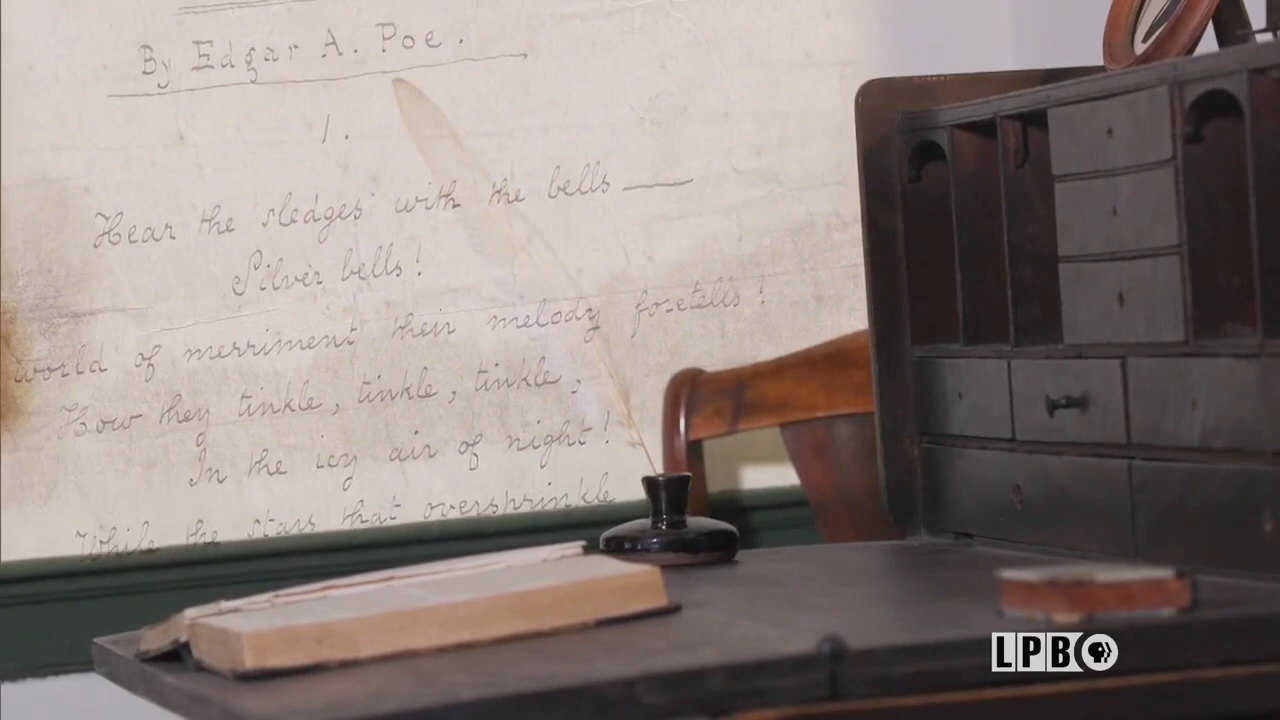 By Edgar A. Poe.
1.
Hear the sledges with the bells —
Silver bells!
world of merriment their melody foretells!
How they tinkle, tinkle, tinkle,
In the icy air of night!
While the stars that oversprinkle
LPB